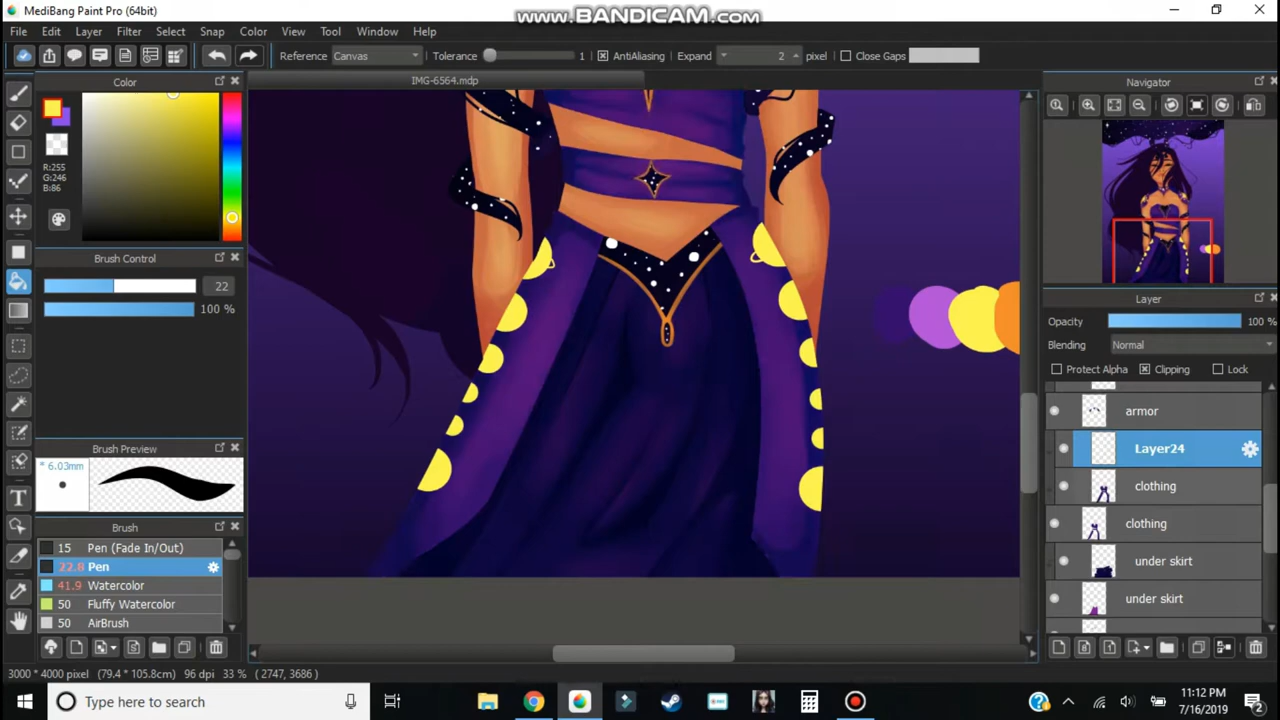 MediBang Paint Pro (64bit)
www.BANDICAM.com
File Edit Layer Filter Select Snap Color View Tool Window Help
Reference Canvas Tolerance 1 AntiAliasing Expand 2 pixel Close Gaps
Color
IMG-6564.mdp
Navigator
R:255
G:246
B:86
Brush Control
22
100 %
Layer
Opacity 100 %
Blending Normal
Protect Alpha Clipping Lock
armor
Layer24
clothing
clothing
under skirt
under skirt
Brush Preview
* 6.03mm
Brush
15 Pen (Fade In/Out)
22.8 Pen
41.9 Watercolor
50 Fluffy Watercolor
50 AirBrush
3000 * 4000 pixel (79.4 * 105.8cm) 96 dpi 33 % ( 2747, 3686 )
Type here to search
11:12 PM
7/16/2019
2